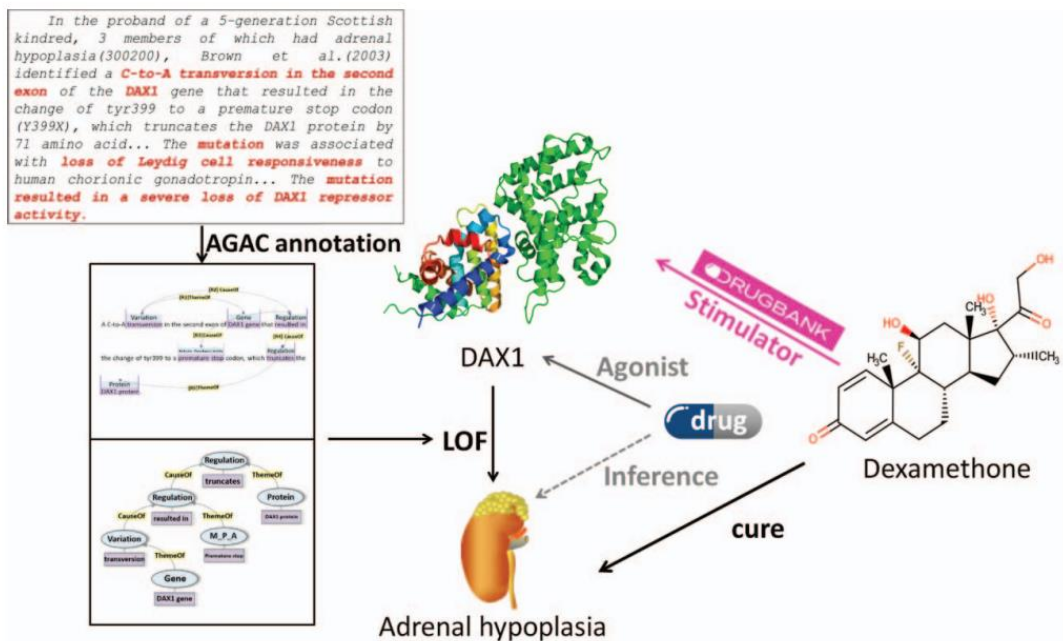 In the proband of a 5-generation Scottish
kindred, 3 members of which had adrenal
hypoplasia(300200), Brown et al.(2003)
identified a C-to-A transversion in the second
exon of the DAX1 gene that resulted in the
change of tyr399 to a premature stop codon
(Y399X), which truncates the DAX1 protein by
71 amino acid... The mutation was associated
with loss of Leydig cell responsiveness to
human chorionic gonadotropin... The mutation
resulted in a severe loss of DAX1 repressor
activity.
AGAC annotation
Variation Gene Regulation
A C-to-A transversion in the second exon of DAX1 gene that resulted in
Regulation
the change of tyr399 to a premature stop codon, which truncates the
Protein
DAX1 protein
Regulation
CauseOf ThemeOf
truncates
Regulation Protein
resulted in DAX1 protein
CauseOf ThemeOf
Variation M_P_A
transversion Premature stop
ThemeOf
Gene
DAX1 gene
DAX1
LOF
Adrenal hypoplasia
Agonist
drug
Inference
DRUGBANK
Stimulator
cure
OH
O
HO
OH
CH₃
F
CH₃
CH₃
O
Dexamethone